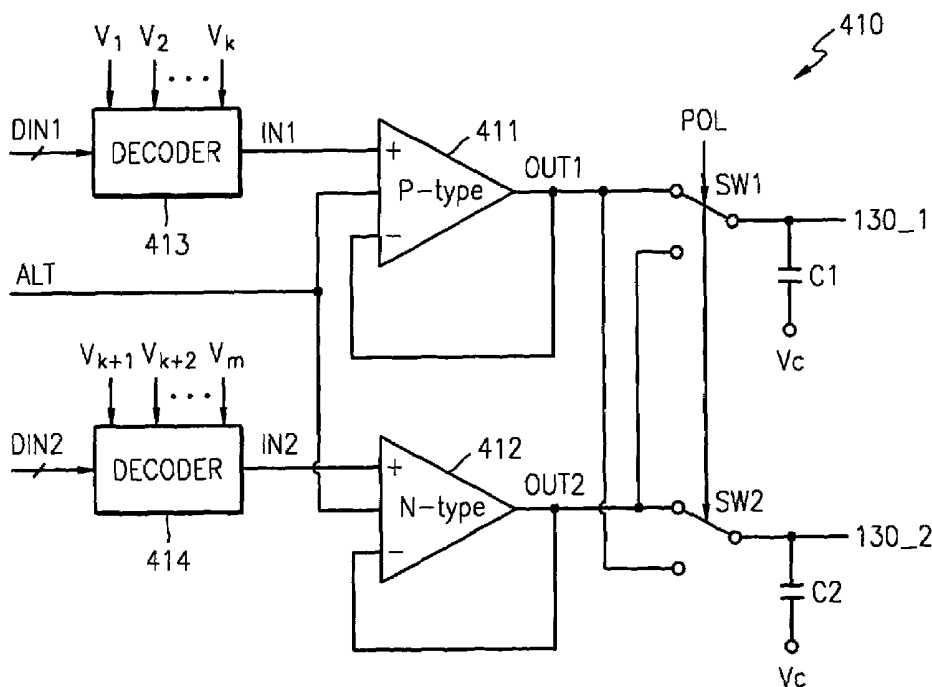 410
V1 V2 ... Vk
DIN1
DECODER
IN1
413
+
P-type
−
411
OUT1
POL
SW1
130_1
C1
Vc
ALT
Vk+1 Vk+2 ... Vm
DIN2
DECODER
IN2
414
+
N-type
−
412
OUT2
SW2
130_2
C2
Vc